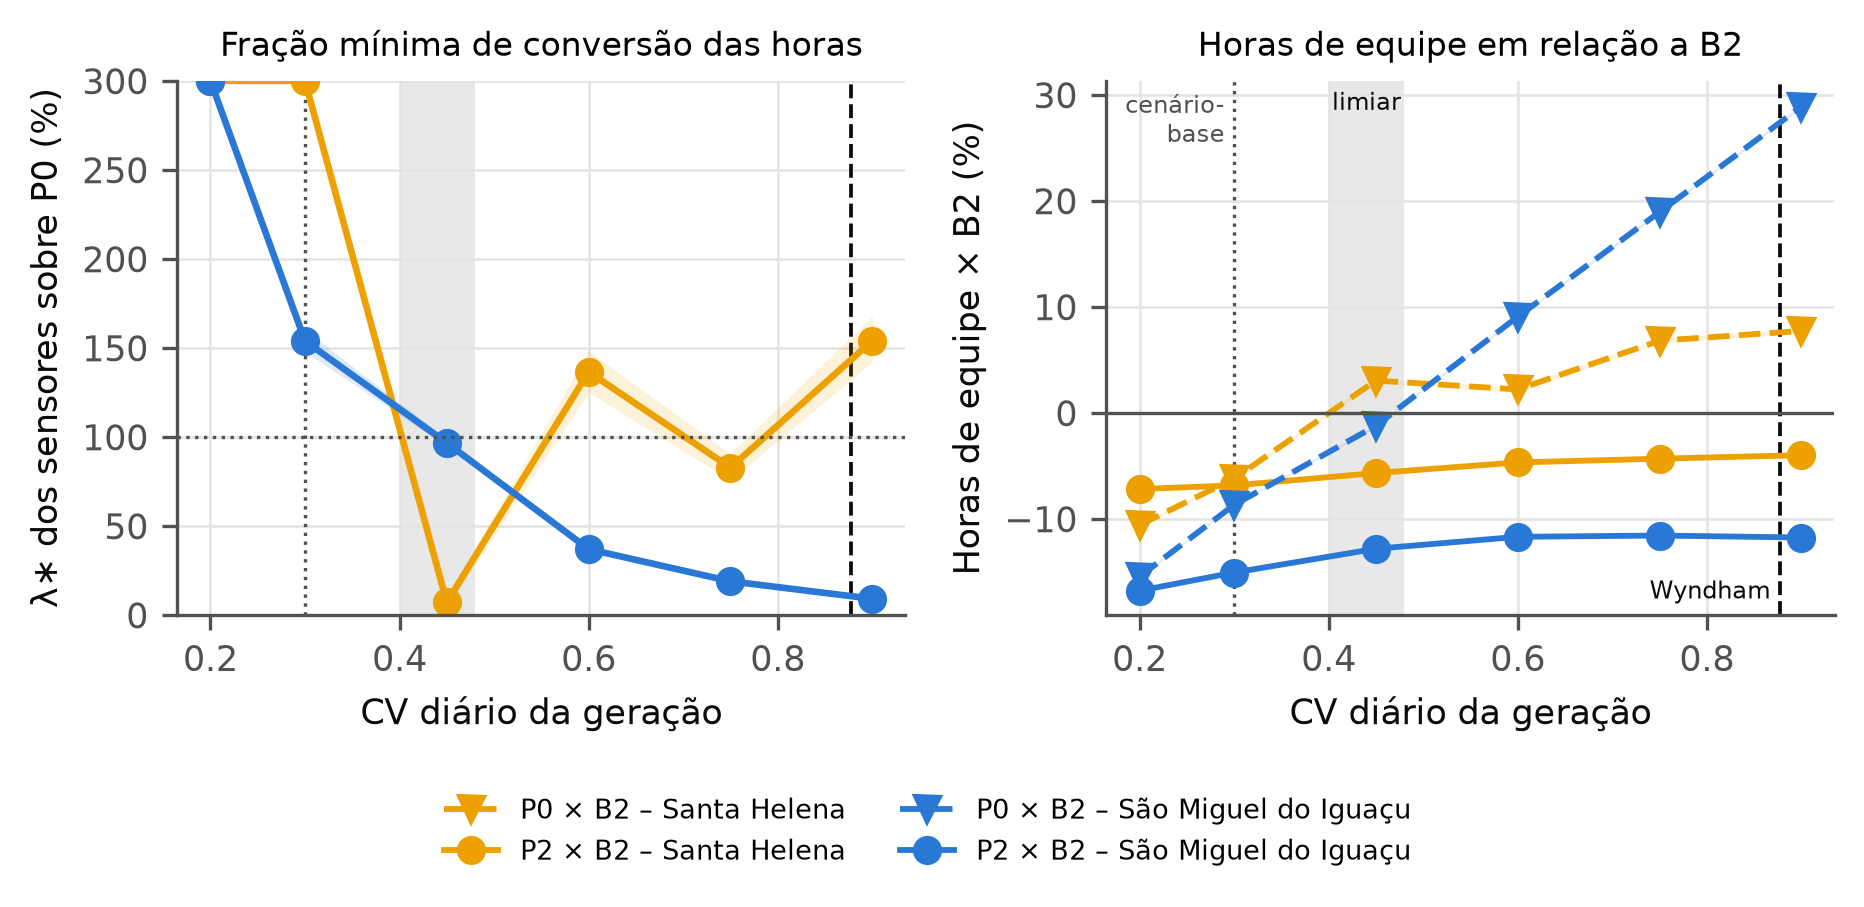 Fração mínima de conversão das horas
λ∗ dos sensores sobre P0 (%)
300
250
200
150
100
50
0
0.2 0.4 0.6 0.8
CV diário da geração
Horas de equipe em relação a B2
Horas de equipe × B2 (%)
30
20
10
0
−10
cenário-
base
limiar
Wyndham
0.2 0.4 0.6 0.8
CV diário da geração
P0 × B2 – Santa Helena
P2 × B2 – Santa Helena
P0 × B2 – São Miguel do Iguaçu
P2 × B2 – São Miguel do Iguaçu